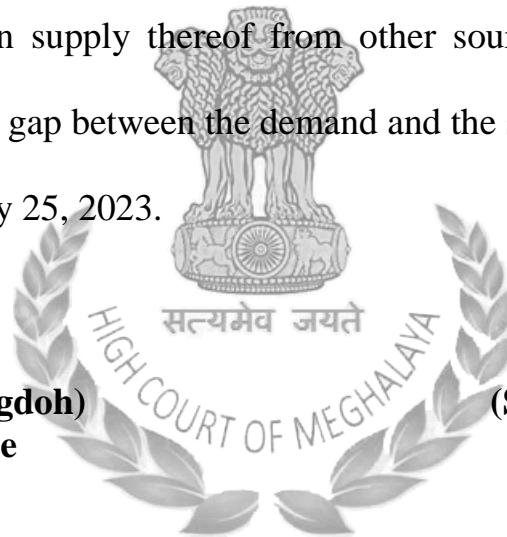 n supply thereof from other sour
gap between the demand and the
y 25, 2023.
सत्यमेव जयते
HIGH COURT OF MEGHALAYA
gdoh) (S
e